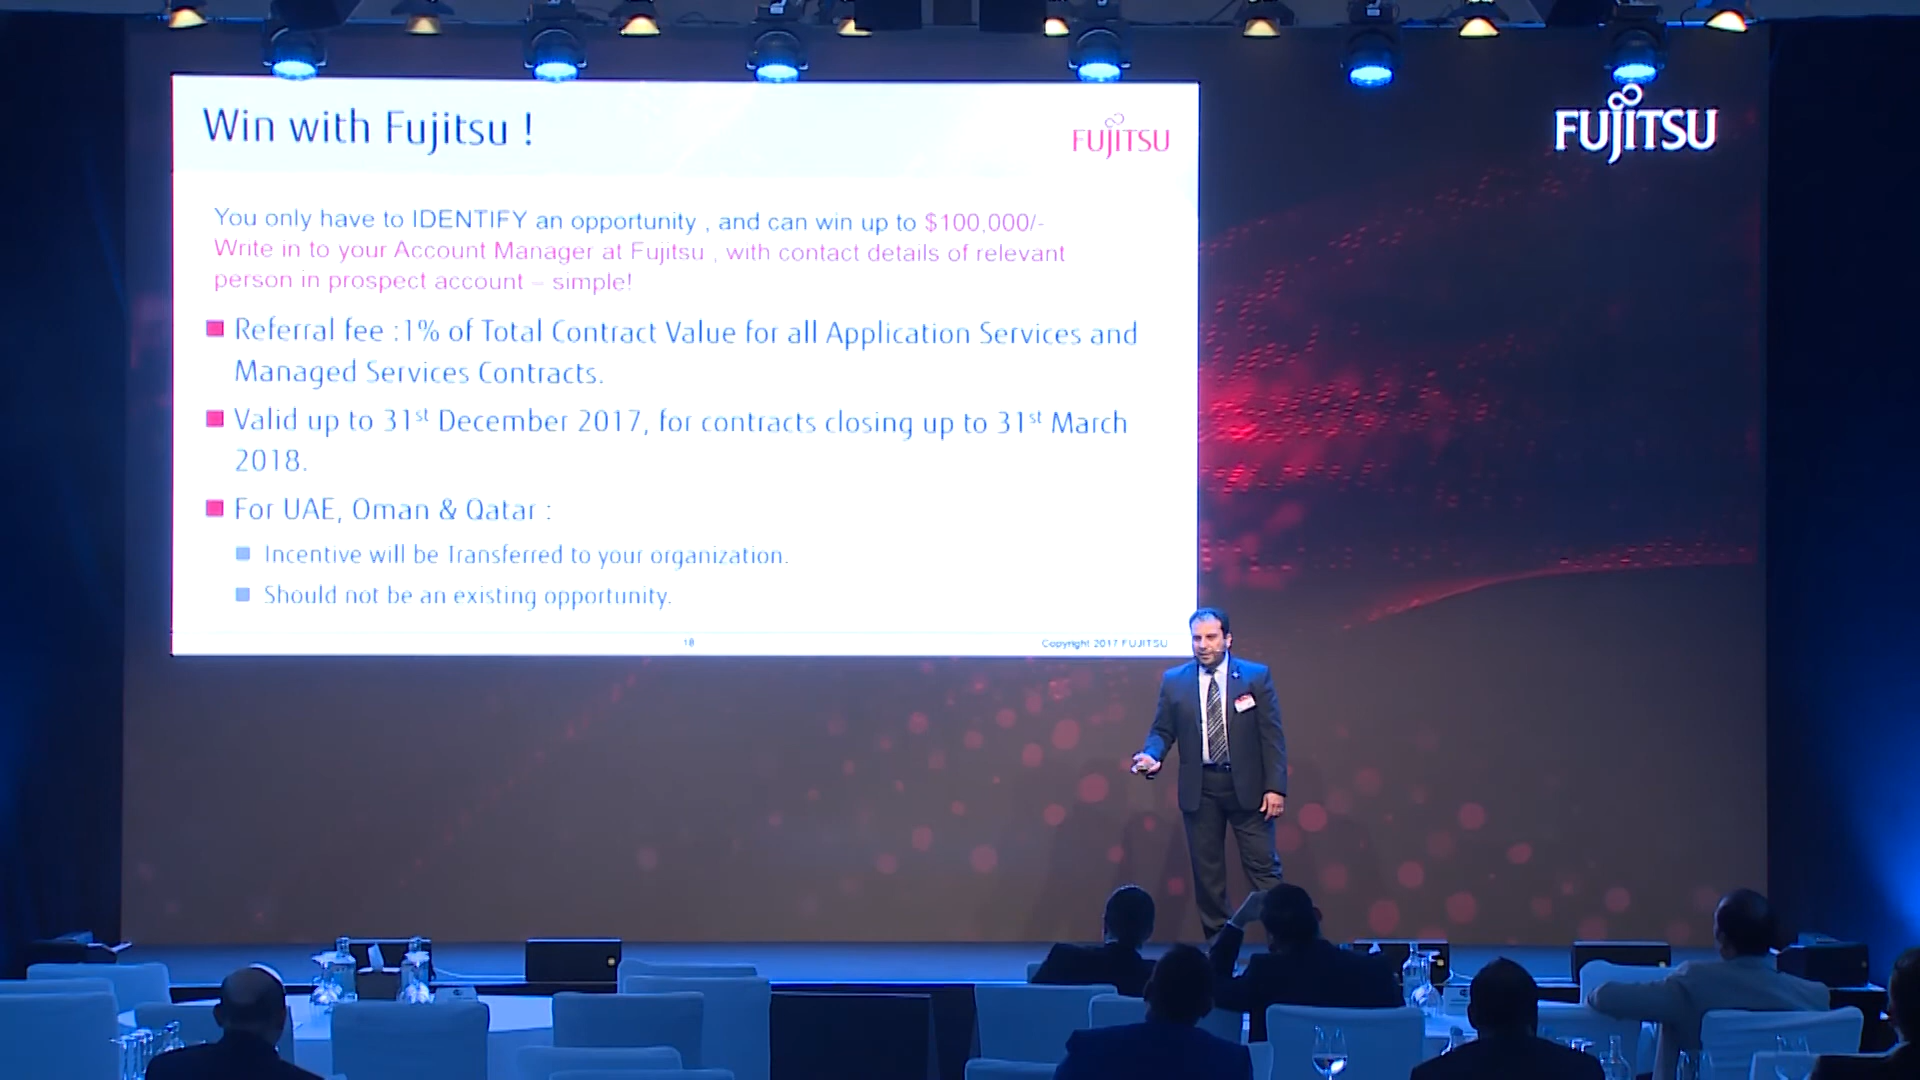 Win with Fujitsu !
FUJITSU
FUJITSU
You only have to IDENTIFY an opportunity , and can win up to $100,000/-
Write in to your Account Manager at Fujitsu , with contact details of relevant
person in prospect account – simple!
Referral fee :1% of Total Contract Value for all Application Services and
Managed Services Contracts.
Valid up to 31st December 2017, for contracts closing up to 31st March
2018.
For UAE, Oman & Qatar :
Incentive will be Transferred to your organization.
Should not be an existing opportunity.
18
Copyright 2017 FUJITSU